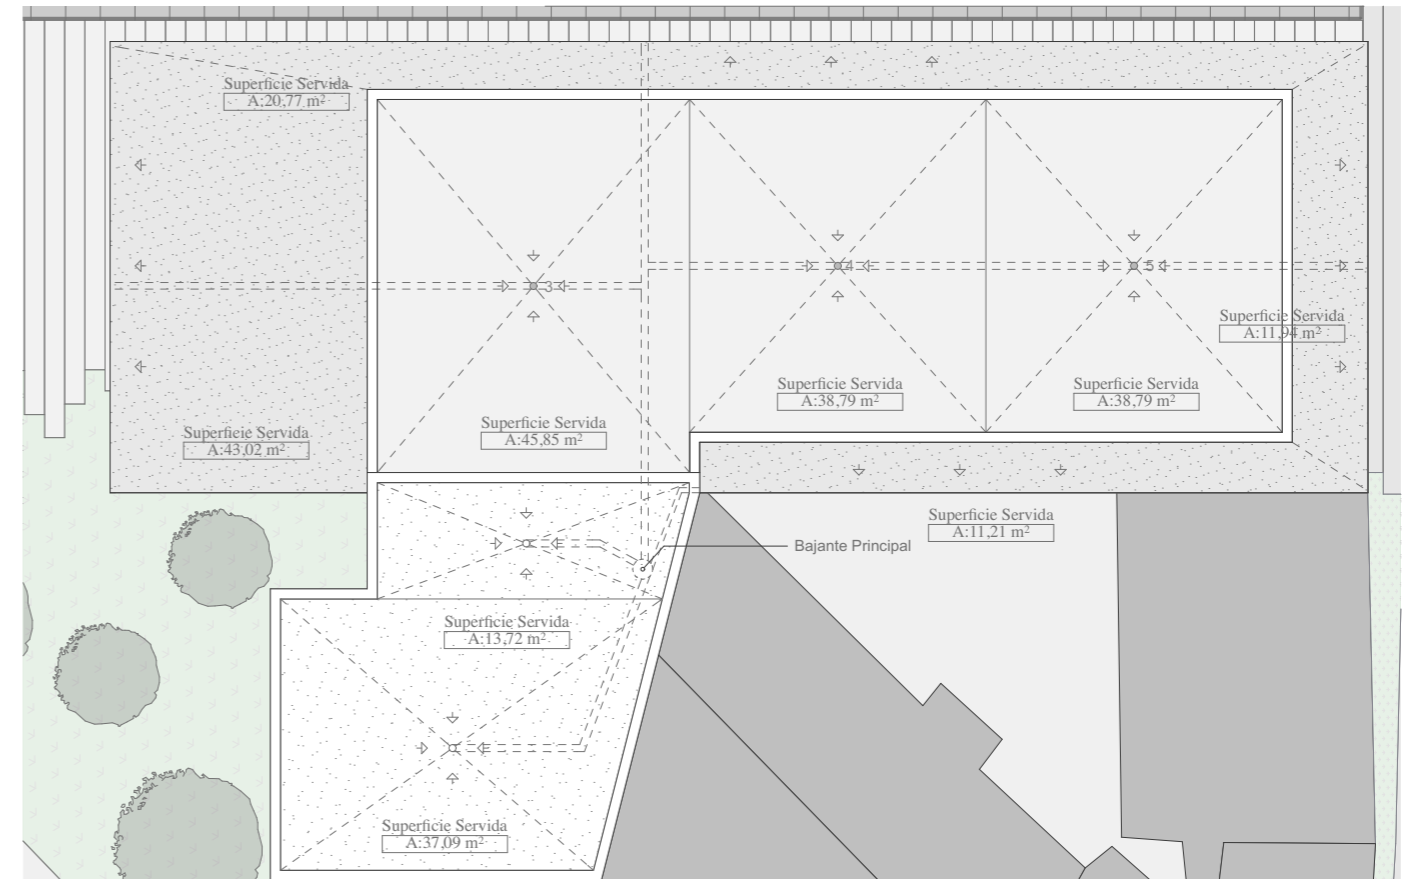 Superficie Servida
A:20,77 m²
3
4
5
Superficie Servida
A:11,94 m²
Superficie Servida
A:38,79 m²
Superficie Servida
A:38,79 m²
Superficie Servida
A:45,85 m²
Superficie Servida
A:43,02 m²
Superficie Servida
A:11,21 m²
Bajante Principal
Superficie Servida
A:13,72 m²
Superficie Servida
A:37,09 m²